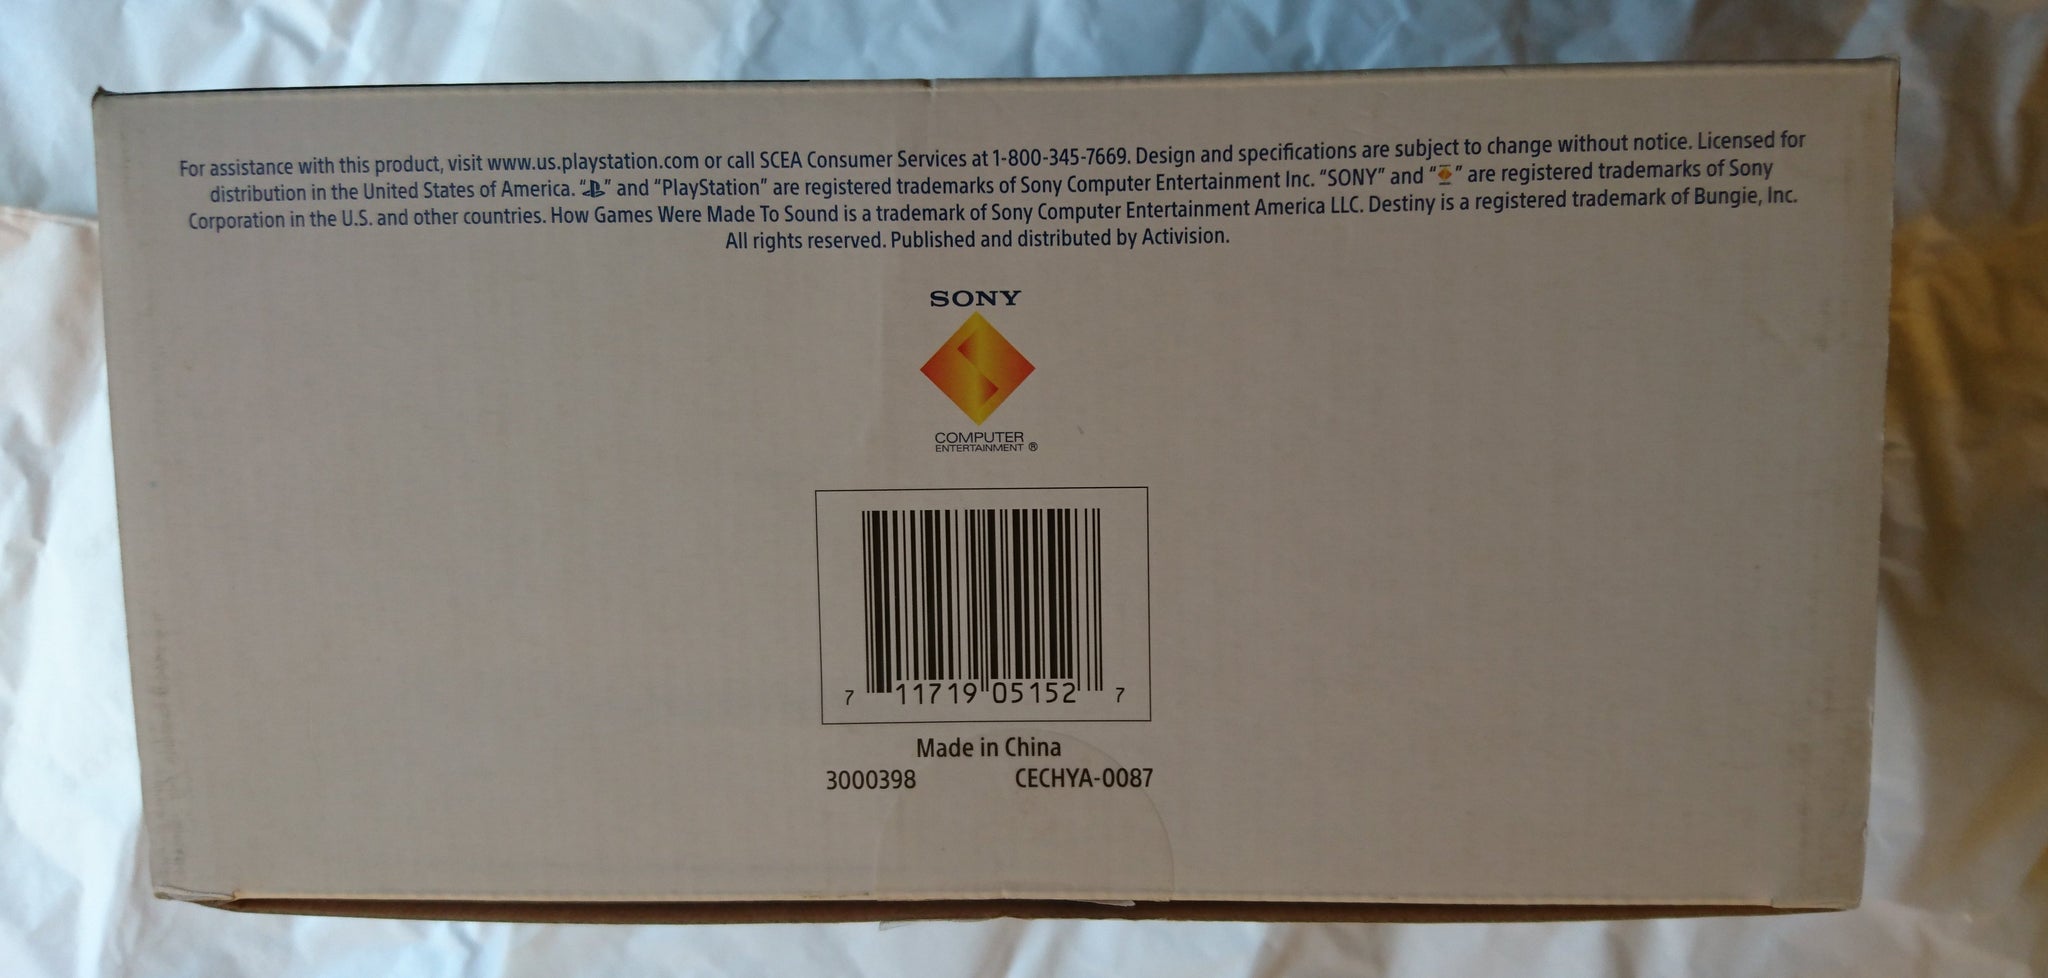 For assistance with this product, visit www.us.playstation.com or call SCEA Consumer Services at 1-800-345-7669. Design and specifications are subject to change without notice. Licensed for
distribution in the United States of America. “ ” and “PlayStation” are registered trademarks of Sony Computer Entertainment Inc. “SONY” and “ ” are registered trademarks of Sony
Corporation in the U.S. and other countries. How Games Were Made To Sound is a trademark of Sony Computer Entertainment America LLC. Destiny is a registered trademark of Bungie, Inc.
All rights reserved. Published and distributed by Activision.
SONY
COMPUTER
ENTERTAINMENT ®
7 11719 05152 7
Made in China
3000398 CECHYA-0087